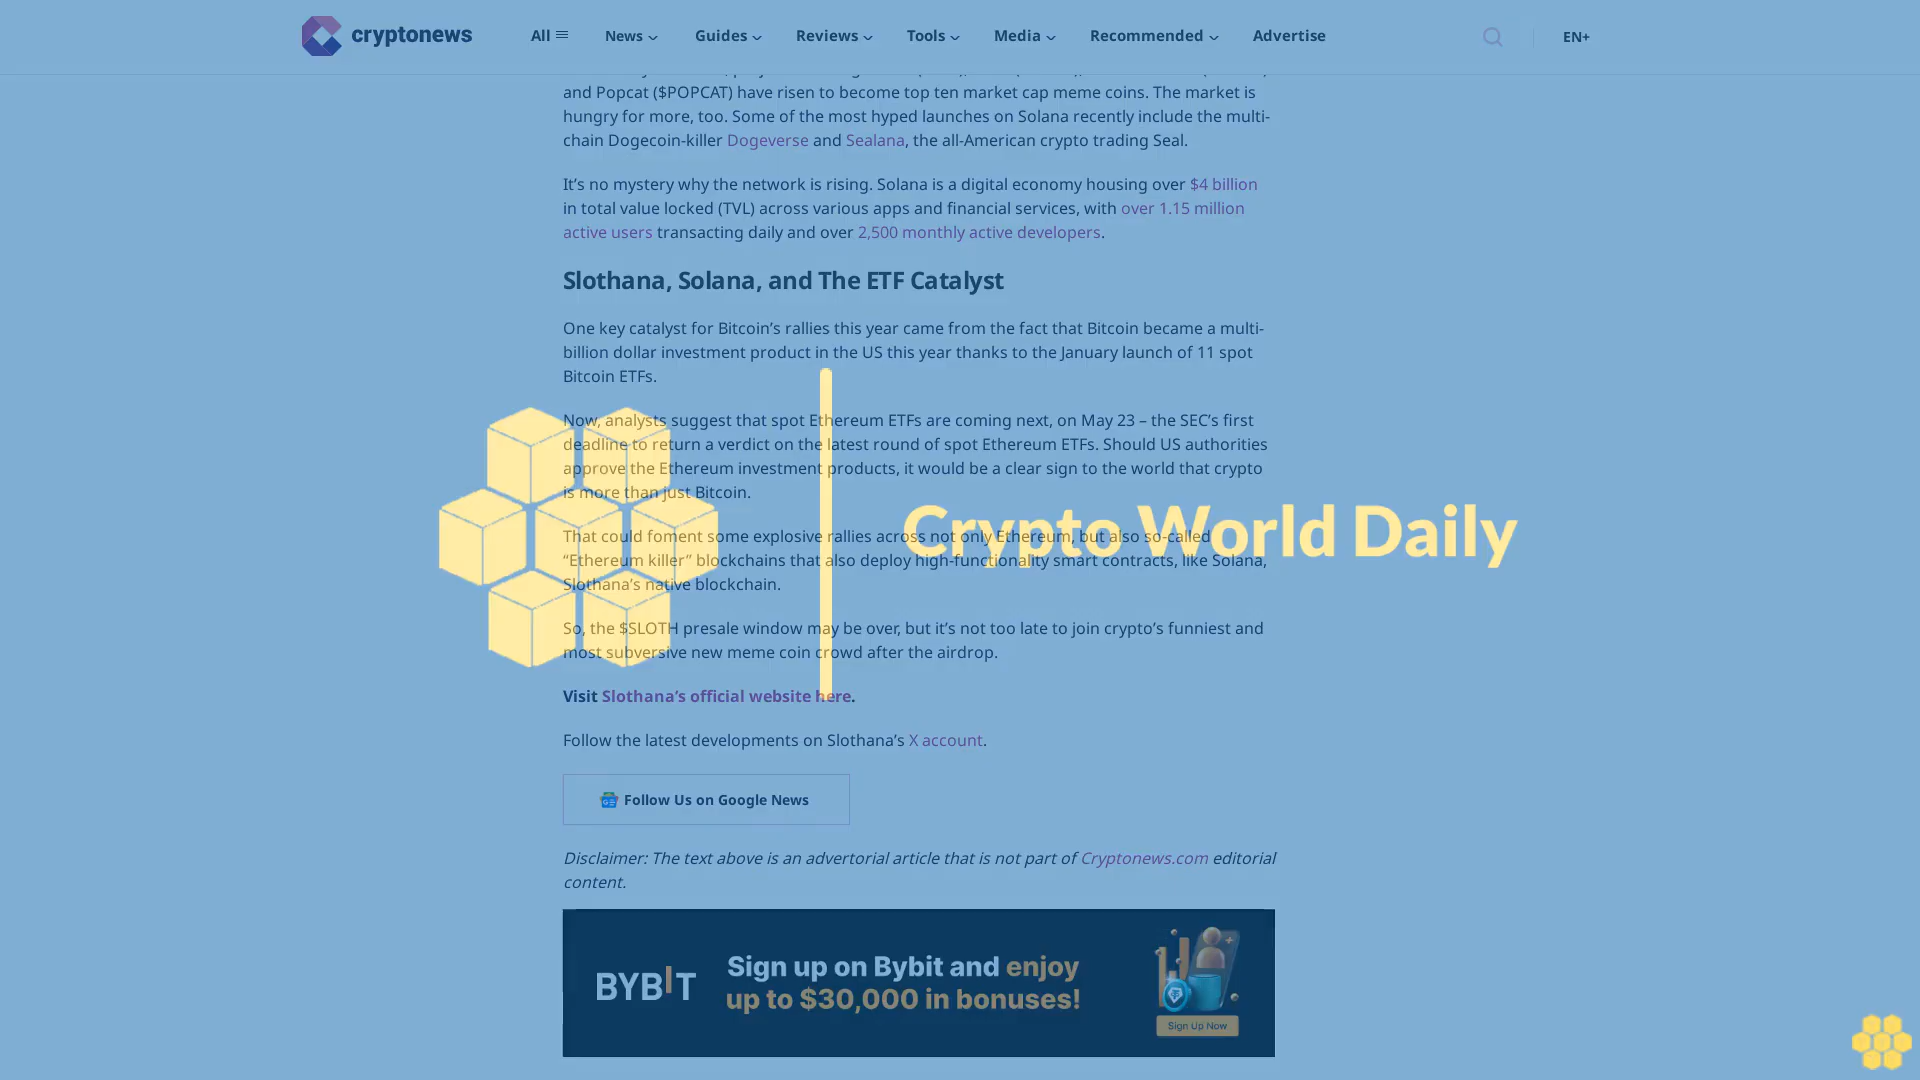 cryptonews
All
News
Guides
Reviews
Tools
Media
Recommended
Advertise
EN+
and Popcat ($POPCAT) have risen to become top ten market cap meme coins. The market is
hungry for more, too. Some of the most hyped launches on Solana recently include the multi-
chain Dogecoin-killer Dogeverse and Sealana, the all-American crypto trading Seal.
It’s no mystery why the network is rising. Solana is a digital economy housing over $4 billion
in total value locked (TVL) across various apps and financial services, with over 1.15 million
active users transacting daily and over 2,500 monthly active developers.
Slothana, Solana, and The ETF Catalyst
One key catalyst for Bitcoin’s rallies this year came from the fact that Bitcoin became a multi-
billion dollar investment product in the US this year thanks to the January launch of 11 spot
Bitcoin ETFs.
Now, analysts suggest that spot Ethereum ETFs are coming next, on May 23 – the SEC’s first
deadline to return a verdict on the latest round of spot Ethereum ETFs. Should US authorities
approve the Ethereum investment products, it would be a clear sign to the world that crypto
is more than just Bitcoin.
That could foment some explosive rallies across not only Ethereum, but also so-called
“Ethereum killer” blockchains that also deploy high-functionality smart contracts, like Solana,
Slothana’s native blockchain.
Crypto World Daily
So, the $SLOTH presale window may be over, but it’s not too late to join crypto’s funniest and
most subversive new meme coin crowd after the airdrop.
Visit Slothana’s official website here.
Follow the latest developments on Slothana’s X account.
Follow Us on Google News
Disclaimer: The text above is an advertorial article that is not part of Cryptonews.com editorial
content.
BYBIT
Sign up on Bybit and enjoy
up to $30,000 in bonuses!
Sign Up Now